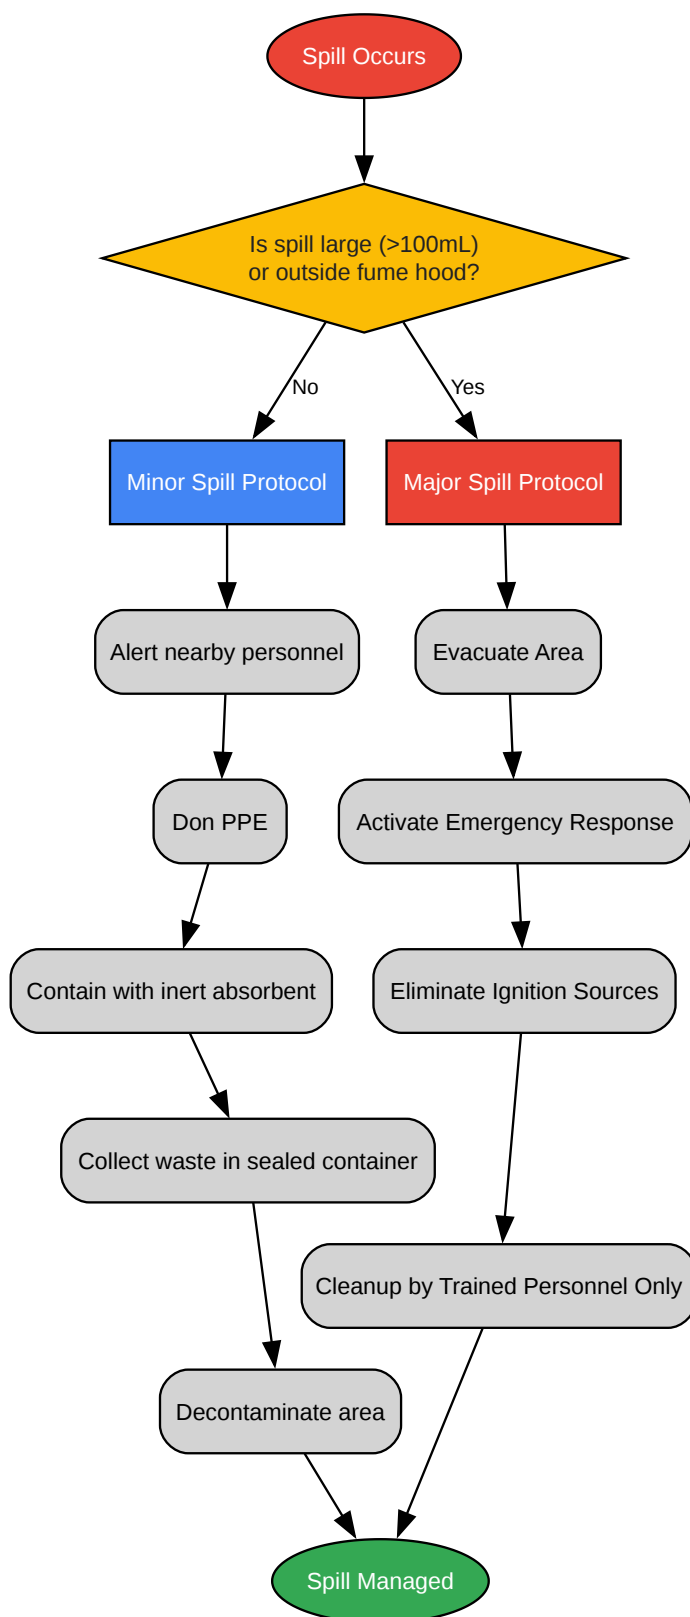 Spill Occurs
Is spill large (>100mL)
or outside fume hood?
No
Yes
Minor Spill Protocol
Major Spill Protocol
Alert nearby personnel
Evacuate Area
Don PPE
Activate Emergency Response
Contain with inert absorbent
Eliminate Ignition Sources
Collect waste in sealed container
Cleanup by Trained Personnel Only
Decontaminate area
Spill Managed